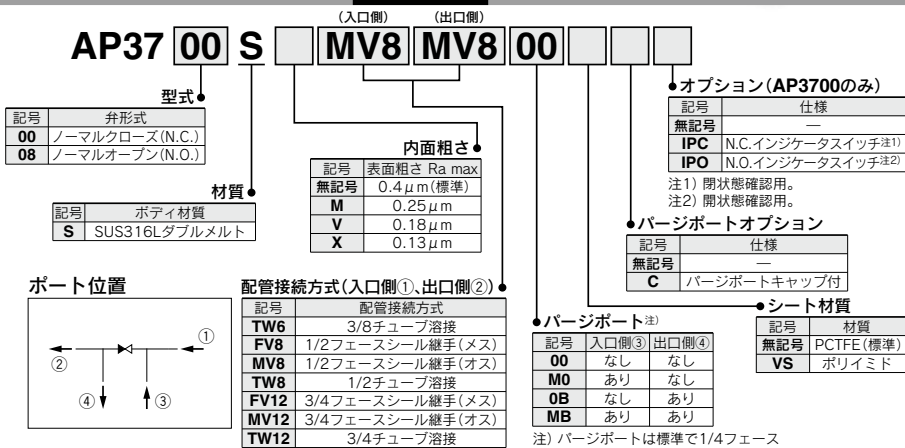 (入口側) (出口側)
AP37 00 S MV8 MV8 00
型式
記号 弁形式
00 ノーマルクローズ(N.C.)
08 ノーマルオープン(N.O.)
材質
記号 ボディ材質
S SUS316Lダブルメルト
内面粗さ
記号 表面粗さ Ra max
無記号 0.4μm(標準)
M 0.25μm
V 0.18μm
X 0.13μm
オプション(AP3700のみ)
記号 仕様
無記号 —
IPC N.C.インジケータスイッチ注1)
IPO N.O.インジケータスイッチ注2)
注1) 閉状態確認用。
注2) 開状態確認用。
パージポートオプション
記号 仕様
無記号 —
C パージポートキャップ付
ポート位置
①
②
④ ③
配管接続方式(入口側①、出口側②)
記号 配管接続方式
TW6 3/8チューブ溶接
FV8 1/2フェースシール継手(メス)
MV8 1/2フェースシール継手(オス)
TW8 1/2チューブ溶接
FV12 3/4フェースシール継手(メス)
MV12 3/4フェースシール継手(オス)
TW12 3/4チューブ溶接
パージポート注)
記号 入口側③ 出口側④
00 なし なし
M0 あり なし
0B なし あり
MB あり あり
注) パージポートは標準で1/4フェース
シート材質
記号 材質
無記号 PCTFE(標準)
VS ポリイミド